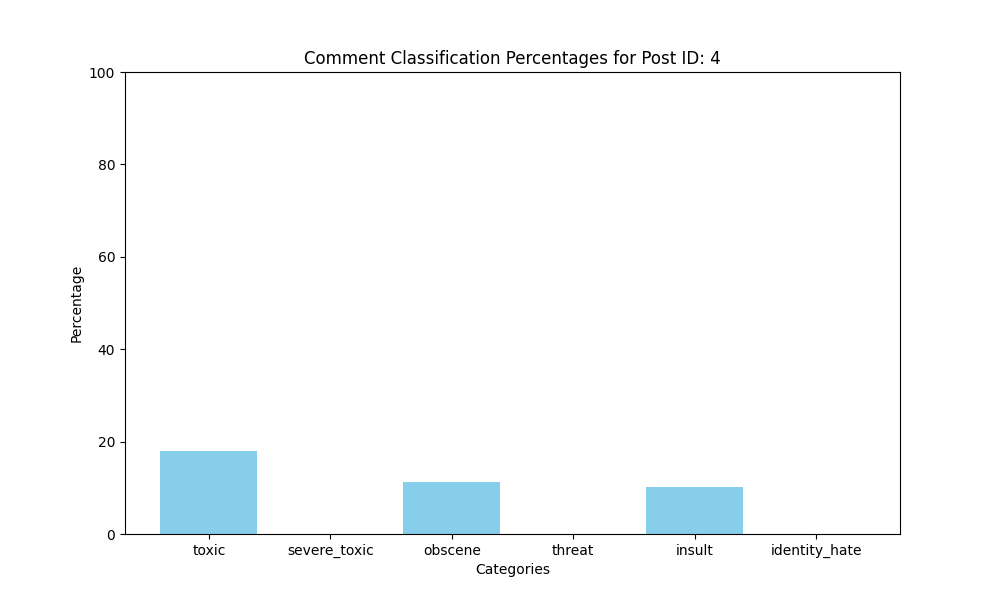 Comment Classification Percentages for Post ID: 4
100
80
60
40
20
0
Percentage
toxic severe_toxic obscene threat insult identity_hate
Categories